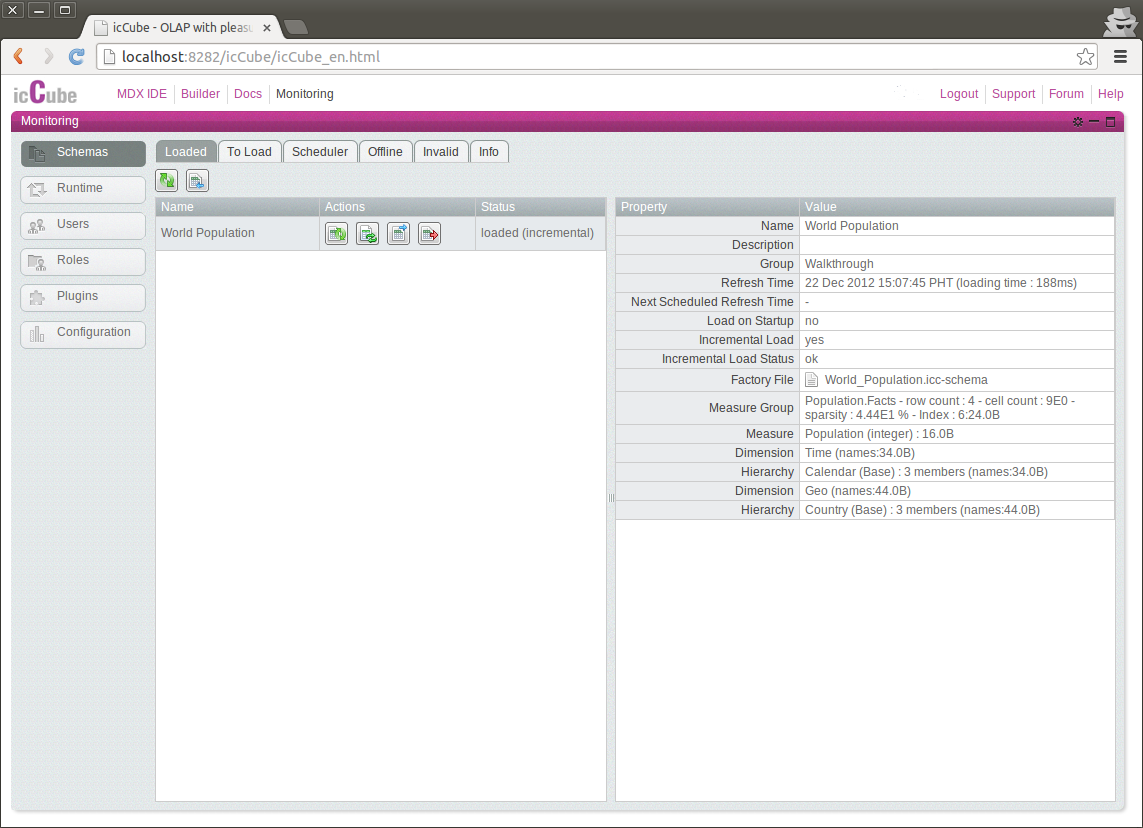 icCube - OLAP with pleasu
localhost:8282/icCube/icCube_en.html
icCube
MDX IDE Builder Docs Monitoring
Logout Support Forum Help
Monitoring
Schemas
Runtime
Users
Roles
Plugins
Configuration
Loaded To Load Scheduler Offline Invalid Info
Name Actions Status
World Population loaded (incremental)
Property Value
Name World Population
Description
Group Walkthrough
Refresh Time 22 Dec 2012 15:07:45 PHT (loading time : 188ms)
Next Scheduled Refresh Time -
Load on Startup no
Incremental Load yes
Incremental Load Status ok
Factory File World_Population.icc-schema
Measure Group Population.Facts - row count : 4 - cell count : 9E0 -
sparsity : 4.44E1 % - Index : 6:24.0B
Measure Population (integer) : 16.0B
Dimension Time (names:34.0B)
Hierarchy Calendar (Base) : 3 members (names:34.0B)
Dimension Geo (names:44.0B)
Hierarchy Country (Base) : 3 members (names:44.0B)